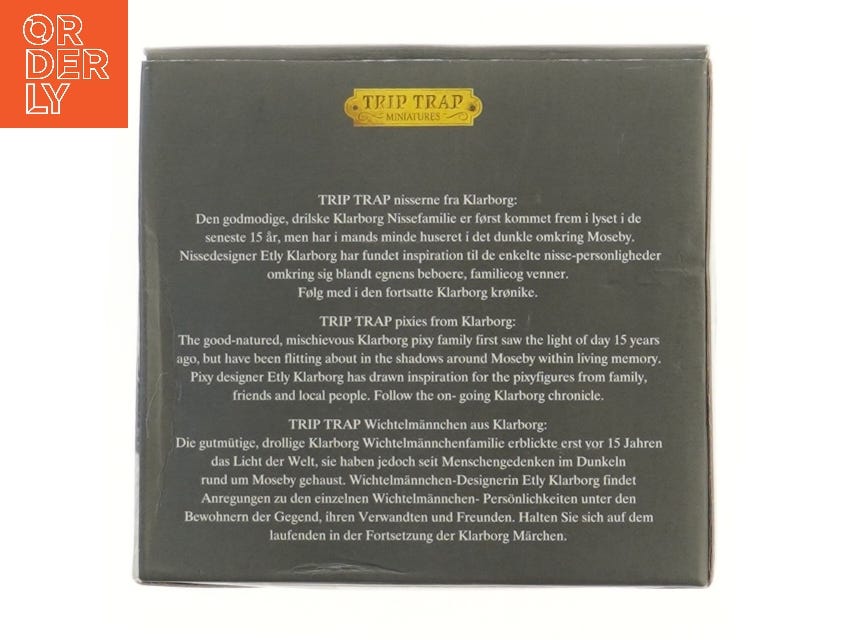 OR
DER
LY
TRIP TRAP
MINIATURES
TRIP TRAP nisserne fra Klarborg:
Den godmodige, drilske Klarborg Nissefamilie er først kommet frem i lyset i de
seneste 15 år, men har i mands minde huseret i det dunkle omkring Moseby.
Nissedesigner Etly Klarborg har fundet inspiration til de enkelte nisse-personligheder
omkring sig blandt egnens beboere, familieog venner.
Følg med i den fortsatte Klarborg krønike.
TRIP TRAP pixies from Klarborg:
The good-natured, mischievous Klarborg pixy family first saw the light of day 15 years
ago, but have been flitting about in the shadows around Moseby within living memory.
Pixy designer Etly Klarborg has drawn inspiration for the pixyfigures from family,
friends and local people. Follow the on- going Klarborg chronicle.
TRIP TRAP Wichtelmännchen aus Klarborg:
Die gutmütige, drollige Klarborg Wichtelmännchenfamilie erblickte erst vor 15 Jahren
das Licht der Welt, sie haben jedoch seit Menschengedenken im Dunkeln
rund um Moseby gehaust. Wichtelmännchen-Designerin Etly Klarborg findet
Anregungen zu den einzelnen Wichtelmännchen- Persönlichkeiten unter den
Bewohnern der Gegend, ihren Verwandten und Freunden. Halten Sie sich auf dem
laufenden in der Fortsetzung der Klarborg Märchen.